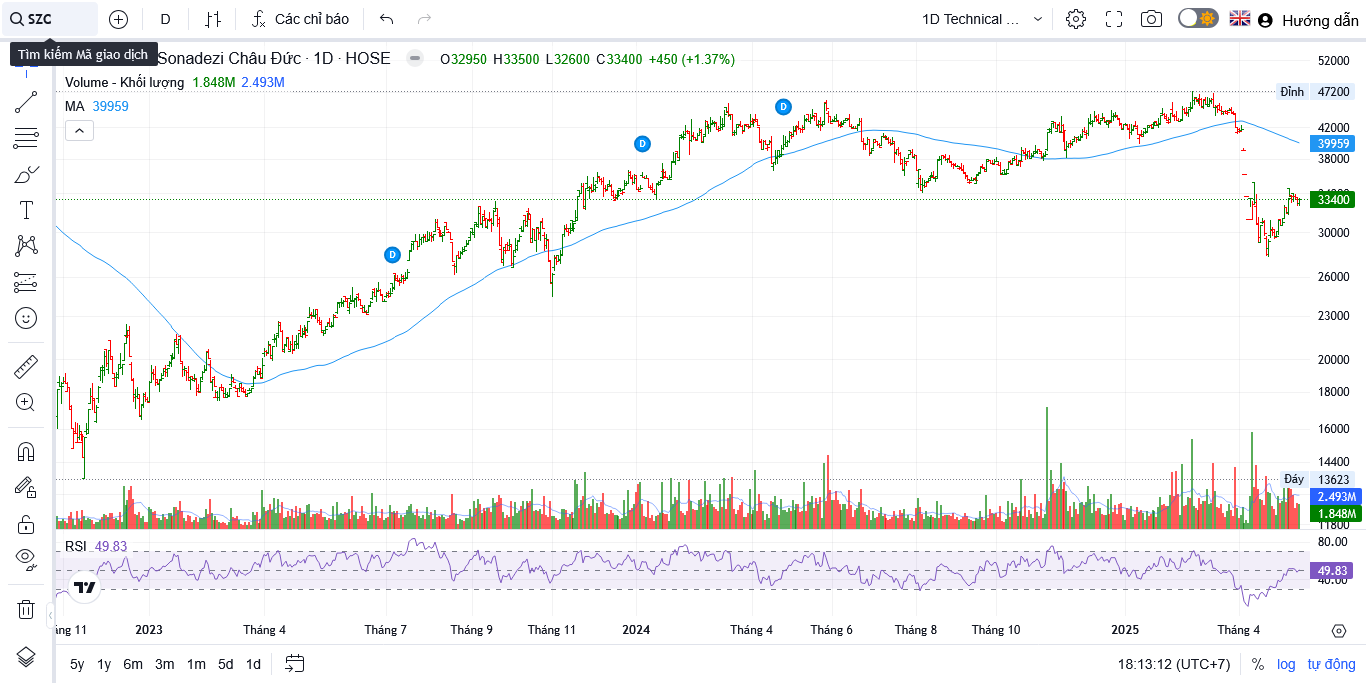 SZC
D
Các chỉ báo
1D Technical ...
Hướng dẫn
Tìm kiếm Mã giao dịch
Sonadezi Châu Đức · 1D · HOSE
O32950 H33500 L32600 C33400 +450 (+1.37%)
Volume - Khối lượng 1.848M 2.493M
MA 39959
52000
Đỉnh 47200
42000
39959
38000
34000
33400
30000
26000
23000
20000
18000
16000
14400
Đáy 13623
2.493M
1.848M
11800
D
D
D
RSI 49.83
80.00
49.83
40.00
ng 11
2023
Tháng 4
Tháng 7
Tháng 9
Tháng 11
2024
Tháng 4
Tháng 6
Tháng 8
Tháng 10
2025
Tháng 4
5y 1y 6m 3m 1m 5d 1d
18:13:12 (UTC+7)
% log tự động